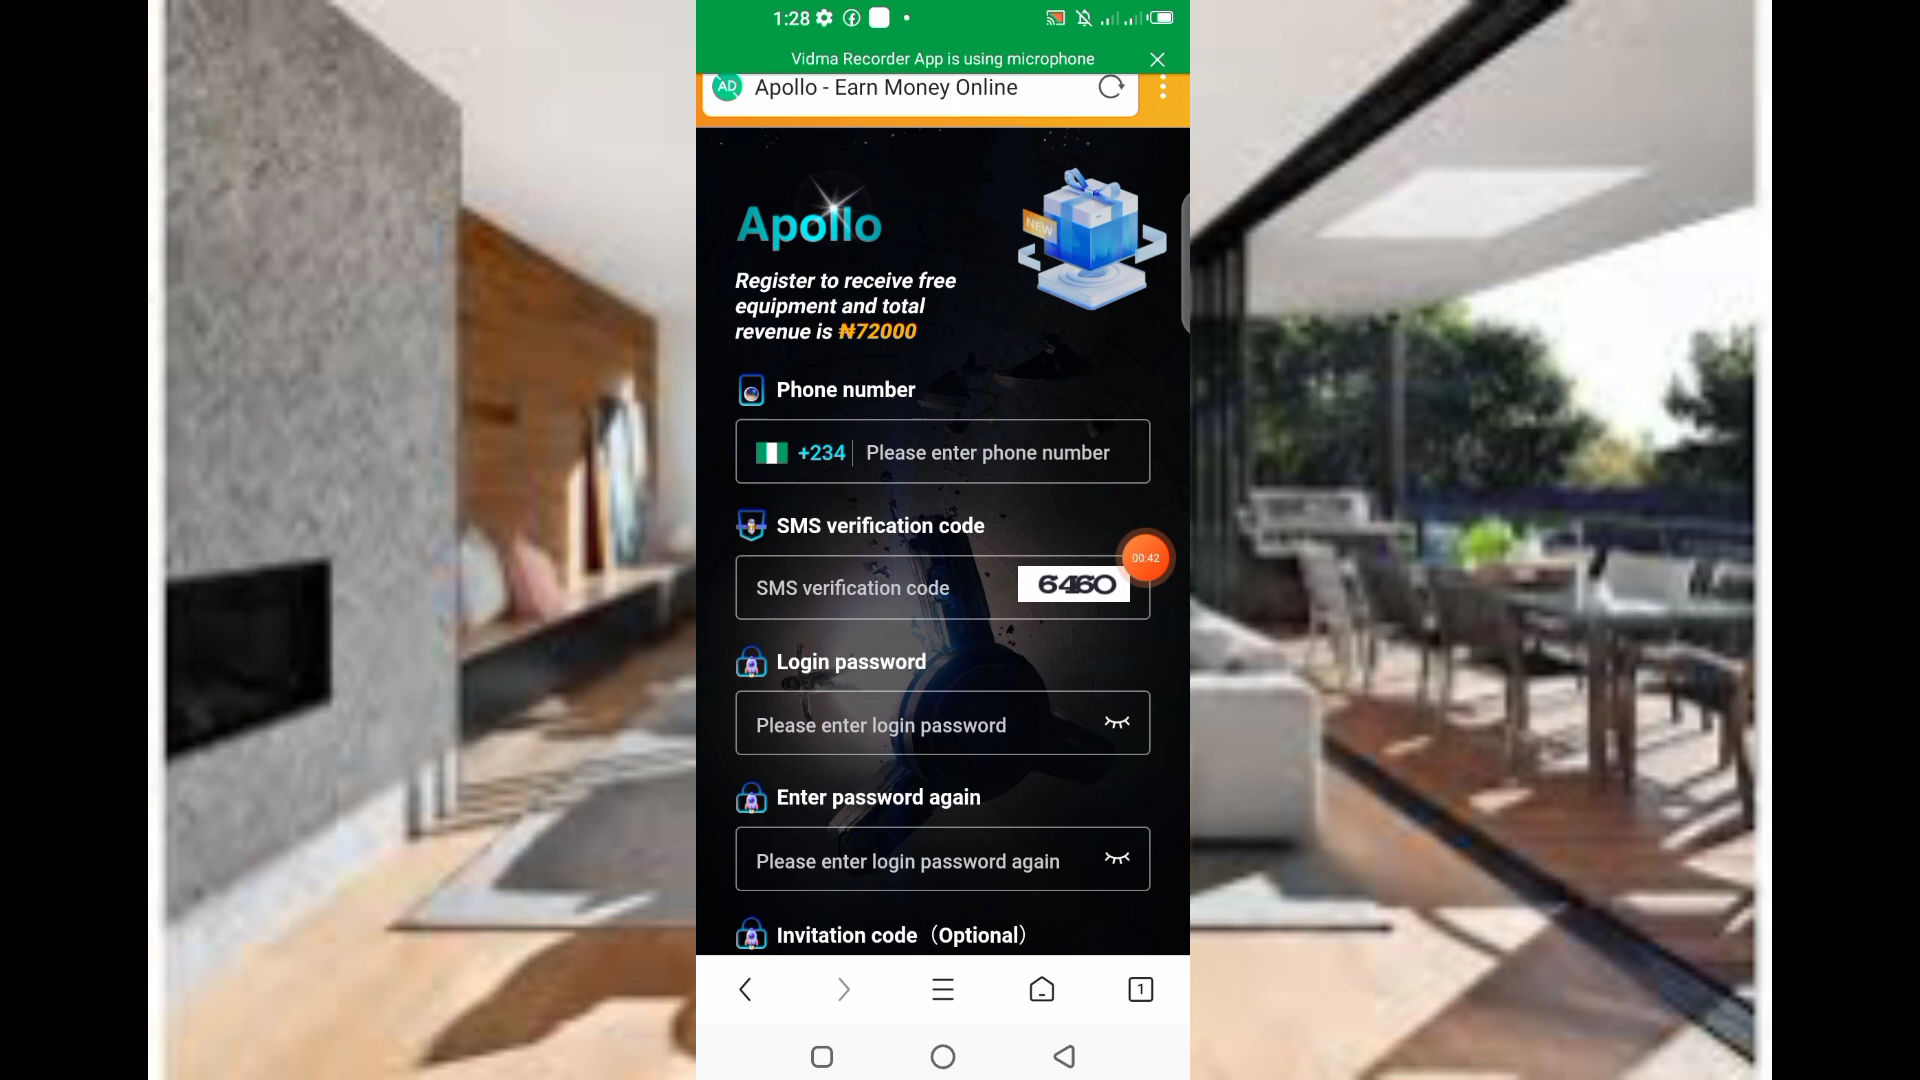 1:28
Vidma Recorder App is using microphone
AD
Apollo - Earn Money Online
Apollo
NEW
Register to receive free
equipment and total
revenue is ₦72000
Phone number
+234
Please enter phone number
SMS verification code
00:42
SMS verification code
6460
Login password
Please enter login password
Enter password again
Please enter login password again
Invitation code（Optional）
1